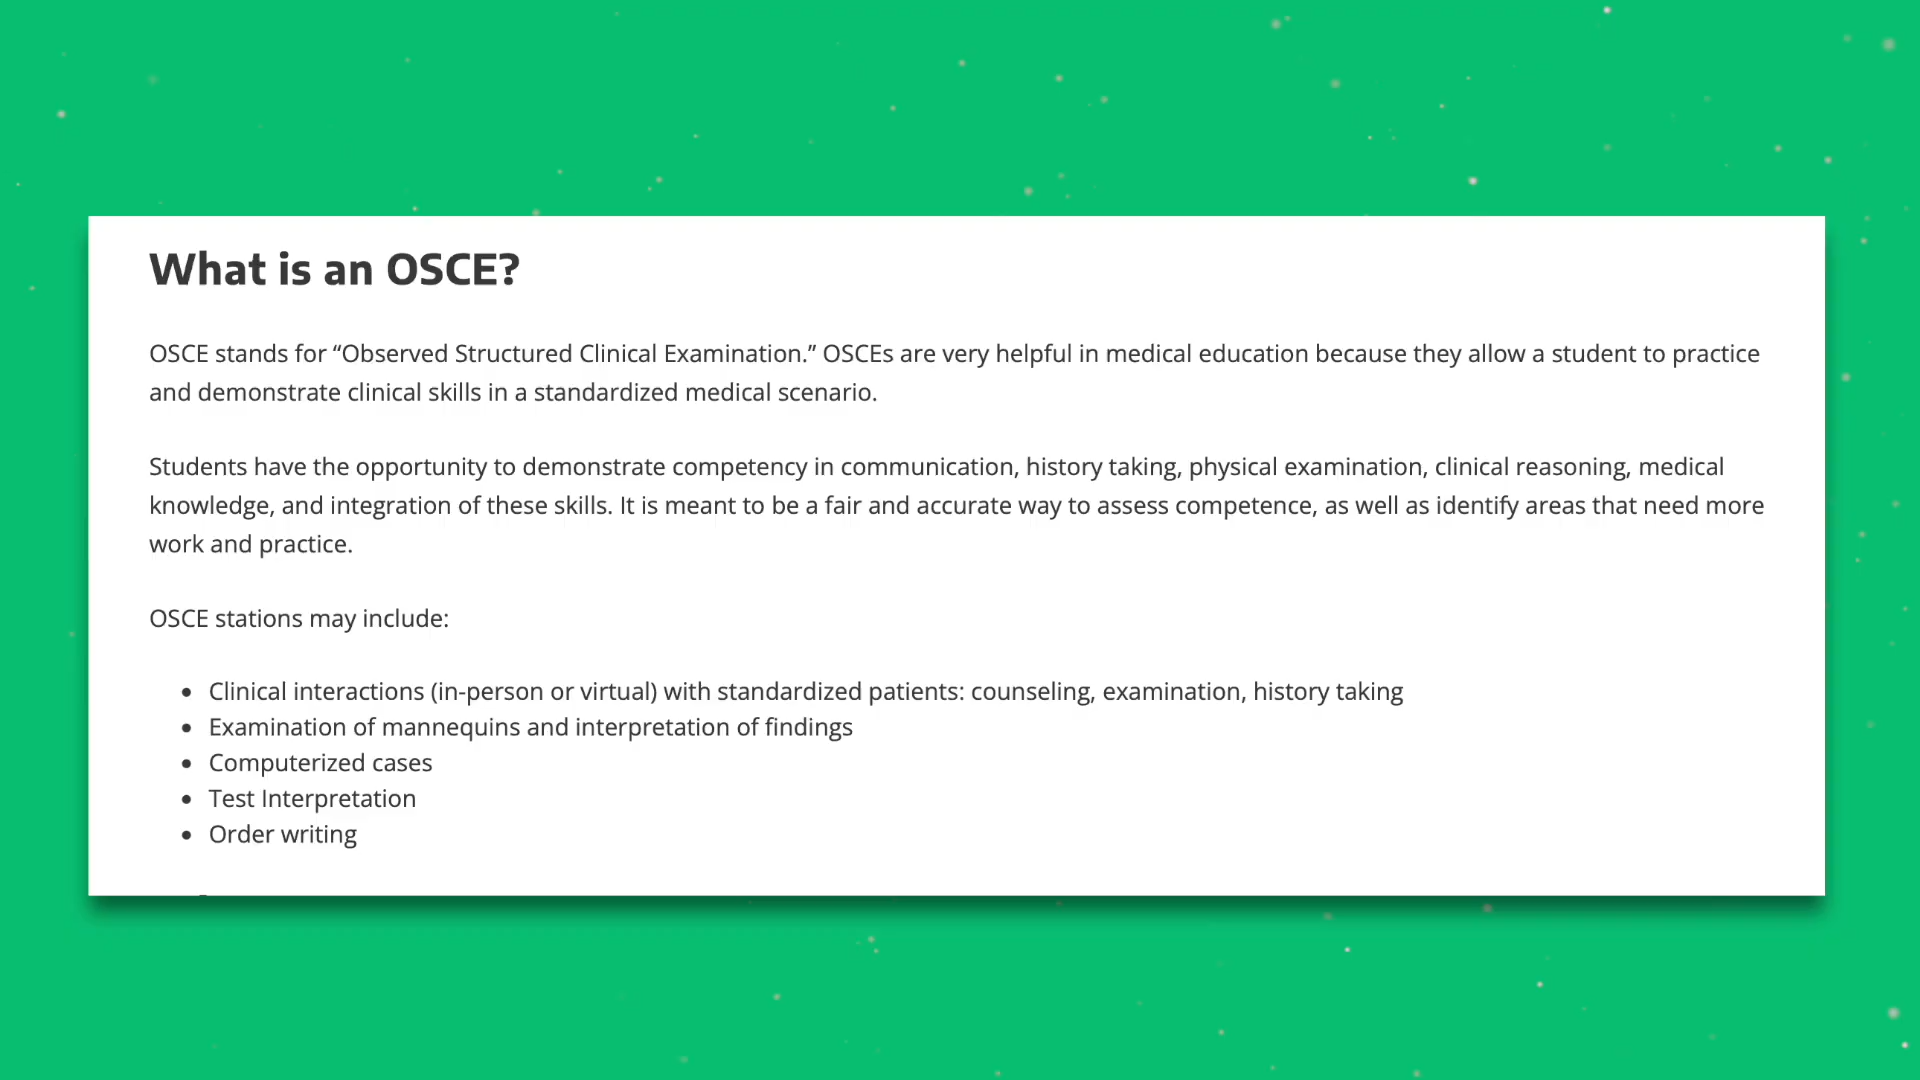 What is an OSCE?
OSCE stands for “Observed Structured Clinical Examination.” OSCEs are very helpful in medical education because they allow a student to practice
and demonstrate clinical skills in a standardized medical scenario.
Students have the opportunity to demonstrate competency in communication, history taking, physical examination, clinical reasoning, medical
knowledge, and integration of these skills. It is meant to be a fair and accurate way to assess competence, as well as identify areas that need more
work and practice.
OSCE stations may include:
• Clinical interactions (in-person or virtual) with standardized patients: counseling, examination, history taking
• Examination of mannequins and interpretation of findings
• Computerized cases
• Test Interpretation
• Order writing